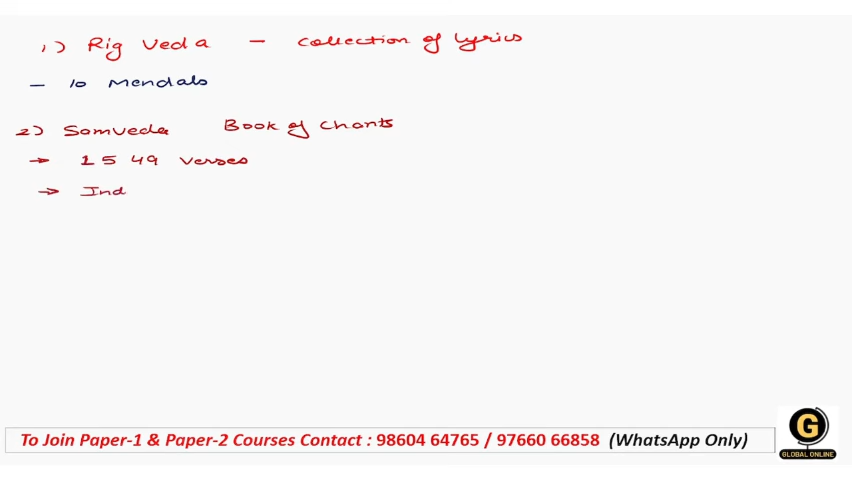 1) Rig Veda - Collection of Lyrics
- 10 Mendals
2) Somveda Book of Chants
→ 1549 Verses
→ Ind
To Join Paper-1 & Paper-2 Courses Contact : 98604 64765 / 97660 66858 (WhatsApp Only)
G
GLOBAL ONLINE